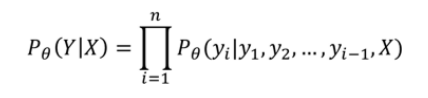 P_θ(Y|X) = ∏_{i=1}^{n} P_θ(y_i|y_1, y_2, ..., y_{i−1}, X)